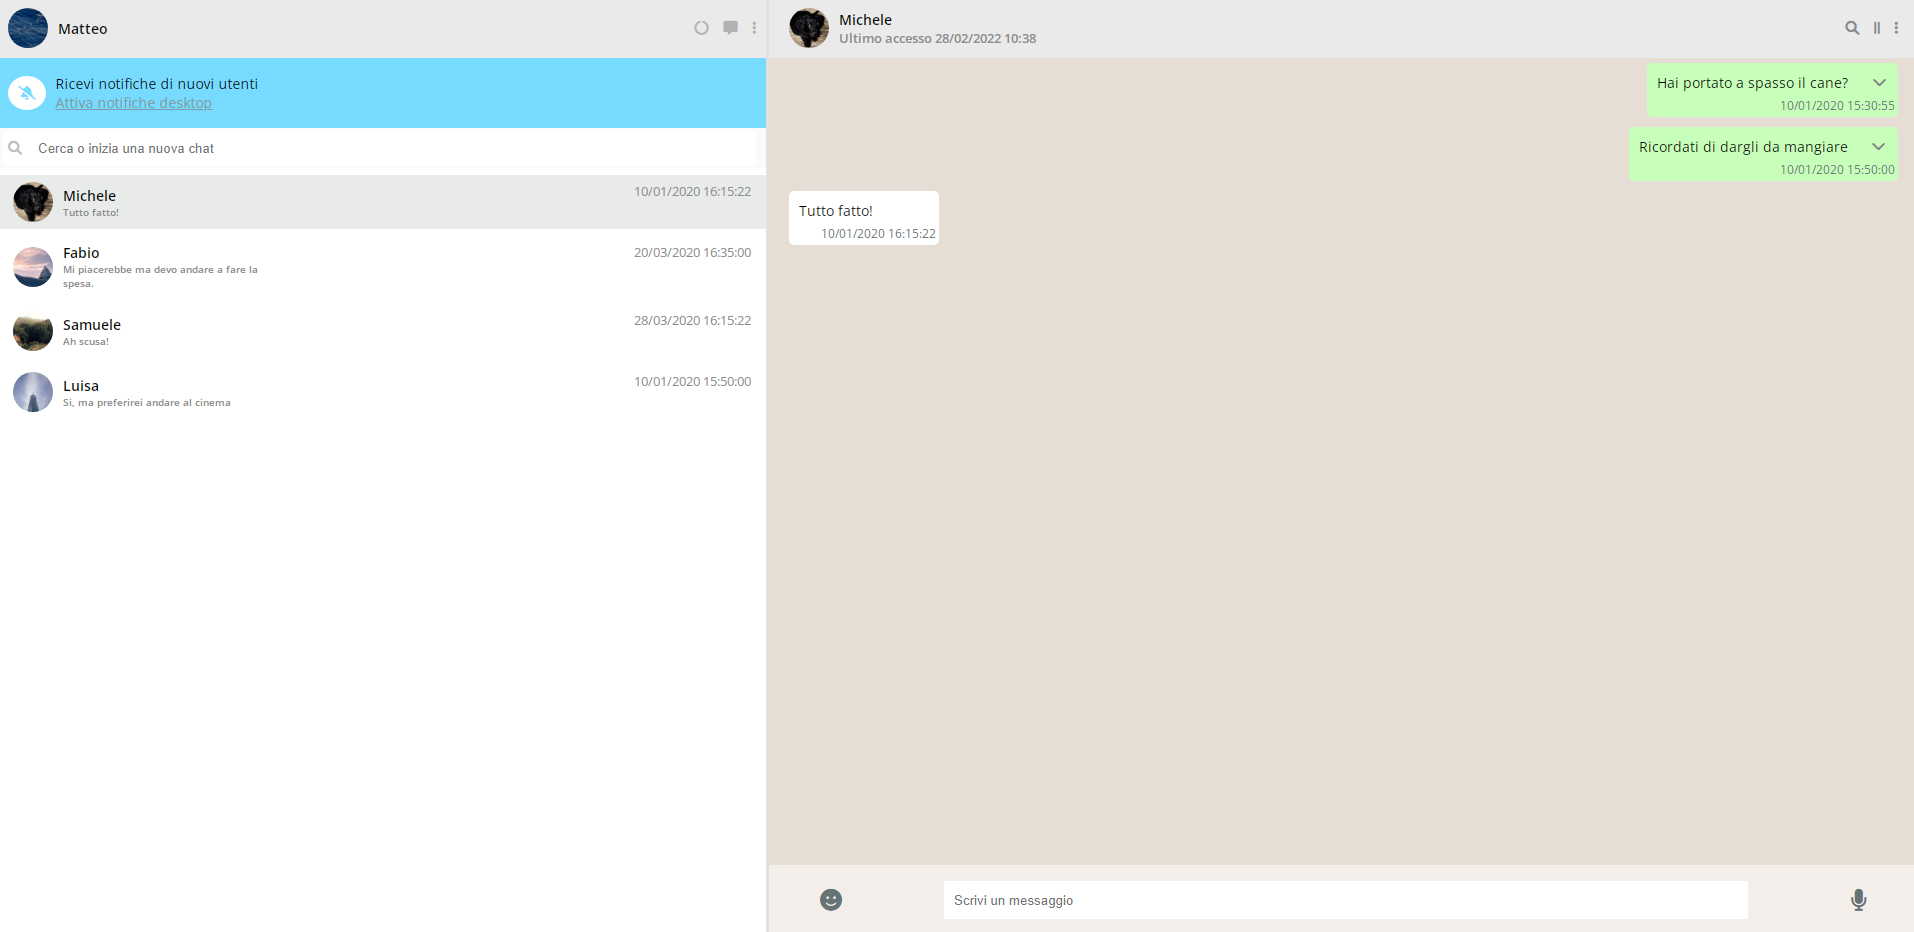 Matteo
Ricevi notifiche di nuovi utenti
Attiva notifiche desktop
Cerca o inizia una nuova chat
Michele
10/01/2020 16:15:22
Tutto fatto!
Fabio
20/03/2020 16:35:00
Mi piacerebbe ma devo andare a fare la
spesa.
Samuele
28/03/2020 16:15:22
Ah scusa!
Luisa
10/01/2020 15:50:00
Si, ma preferirei andare al cinema
Michele
Ultimo accesso 28/02/2022 10:38
Hai portato a spasso il cane?
10/01/2020 15:30:55
Ricordati di dargli da mangiare
10/01/2020 15:50:00
Tutto fatto!
10/01/2020 16:15:22
Scrivi un messaggio